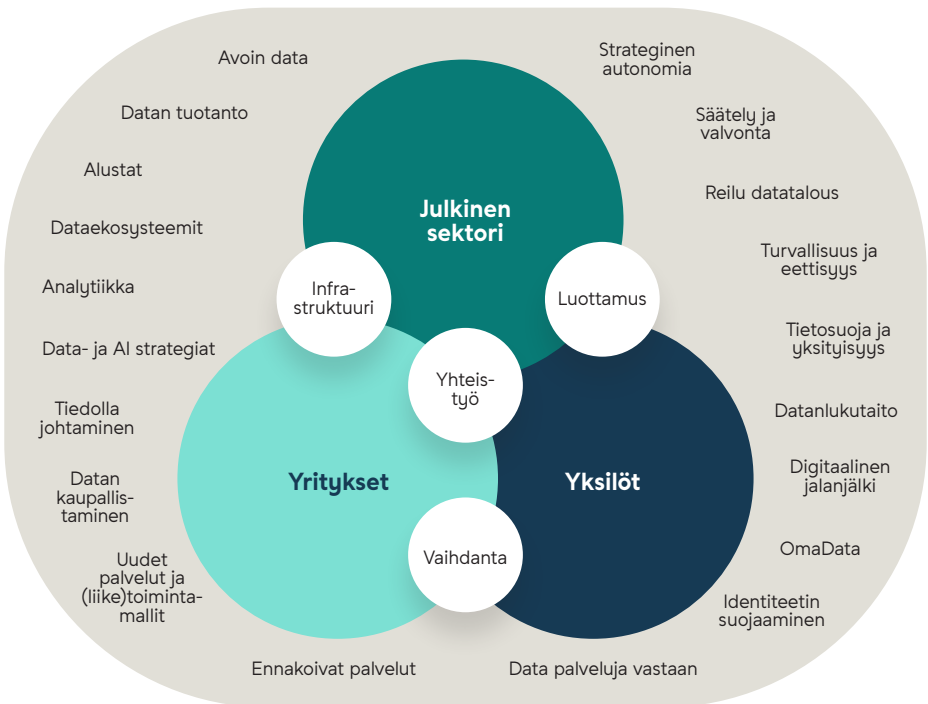 Avoin data
Datan tuotanto
Alustat
Dataekosysteemit
Analytiikka
Data- ja AI strategiat
Tiedolla
johtaminen
Datan
kaupallis-
taminen
Uudet
palvelut ja
(liike)toiminta-
mallit
Ennakoivat palvelut
Julkinen
sektori
Infra-
struktuuri
Luottamus
Yhteis-
työ
Yritykset
Yksilöt
Vaihdanta
Strateginen
autonomia
Säätely ja
valvonta
Reilu datatalous
Turvallisuus ja
eettisyys
Tietosuoja ja
yksityisyys
Datanlukutaito
Digitaalinen
jalanjälki
OmaData
Identiteetin
suojaaminen
Data palveluja vastaan